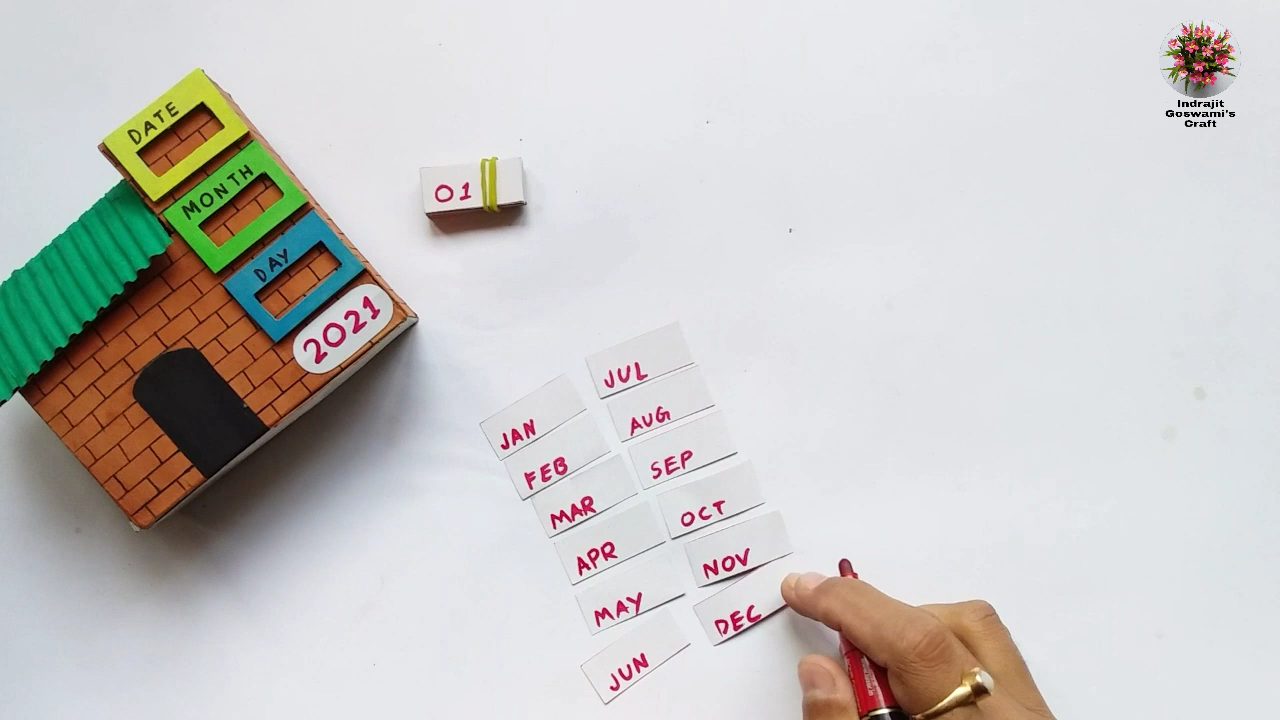 DATE
MONTH
DAY
2021
01
JAN
FEB
MAR
APR
MAY
JUN
JUL
AUG
SEP
OCT
NOV
DEC
Indrajit
Goswami's
Craft